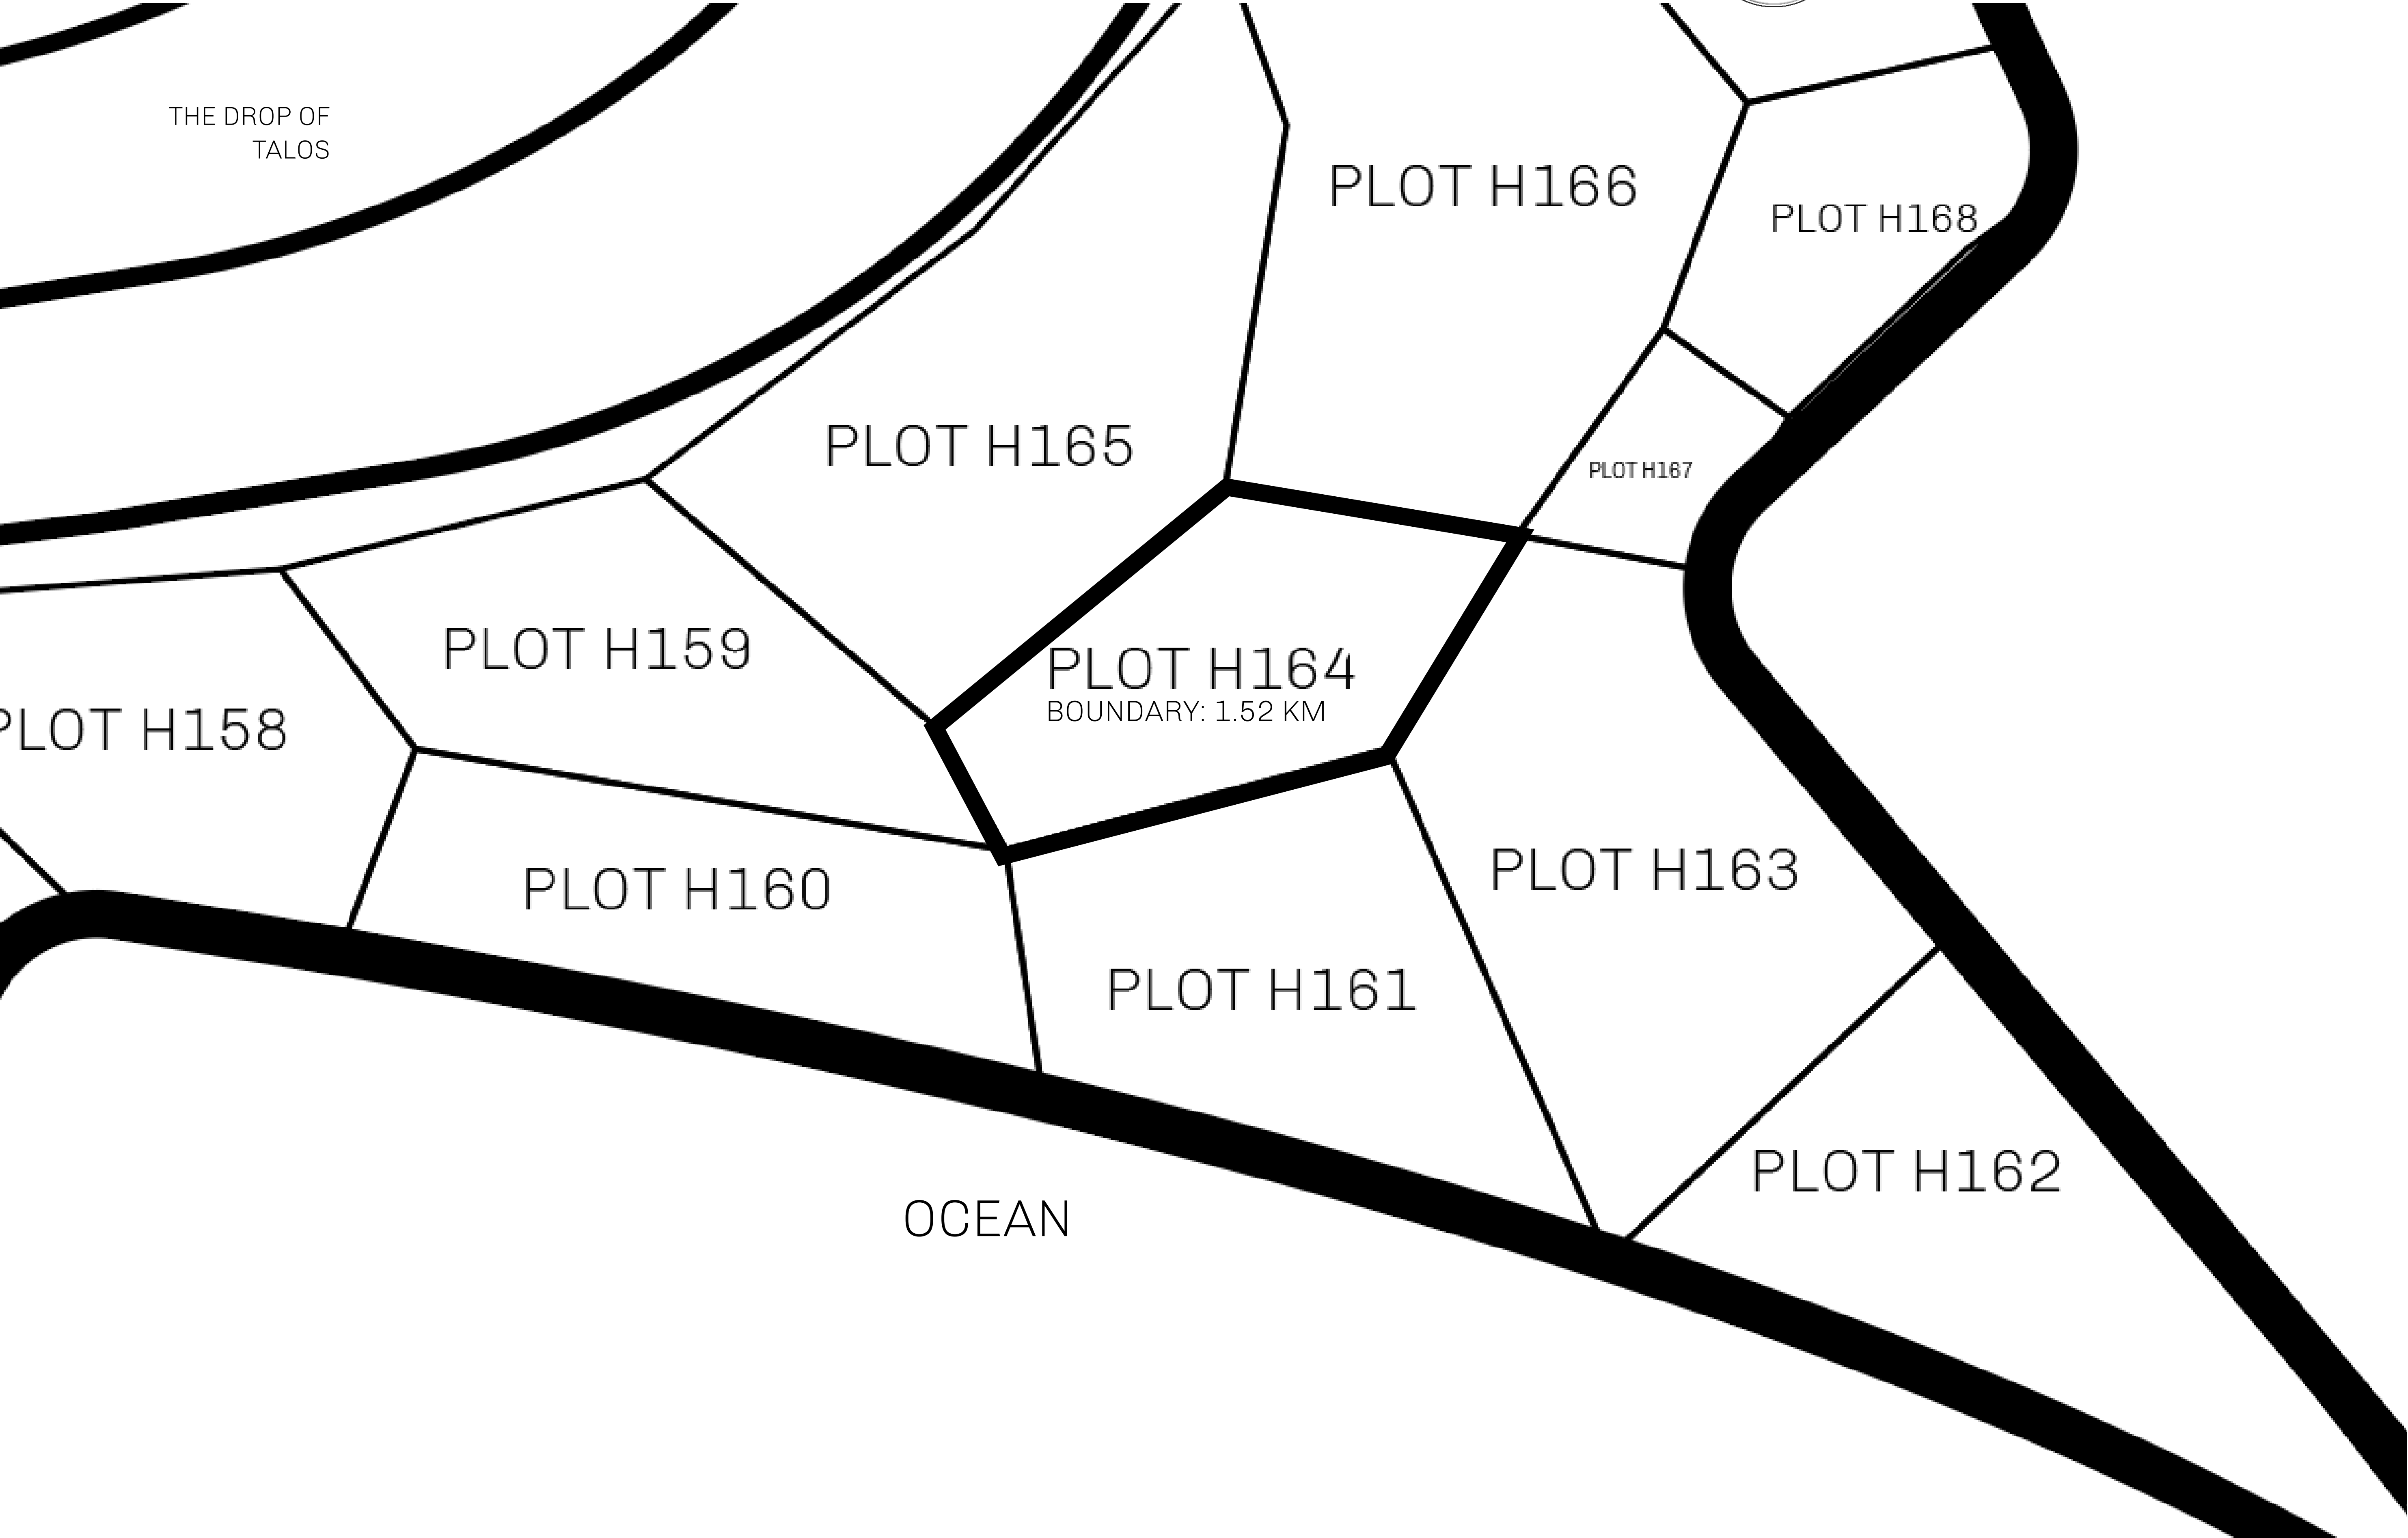 THE DROP OF
TALOS
PLOT H166
PLOT H168
PLOT H165
PLOT H167
PLOT H159
PLOT H164
BOUNDARY: 1.52 KM
PLOT H158
PLOT H160
PLOT H163
PLOT H161
PLOT H162
OCEAN